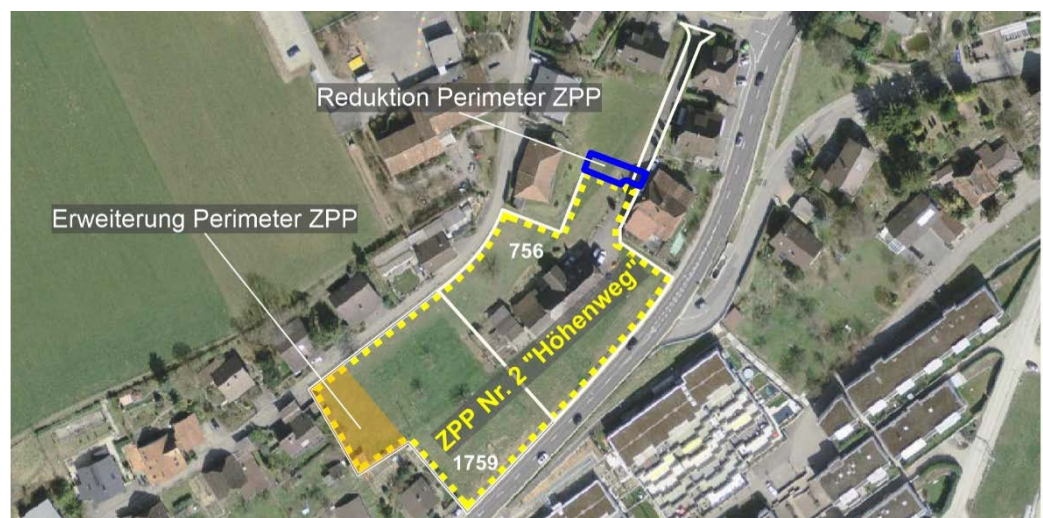 Reduktion Perimeter ZPP
Erweiterung Perimeter ZPP
756
ZPP Nr. 2 "Höhenweg"
1759